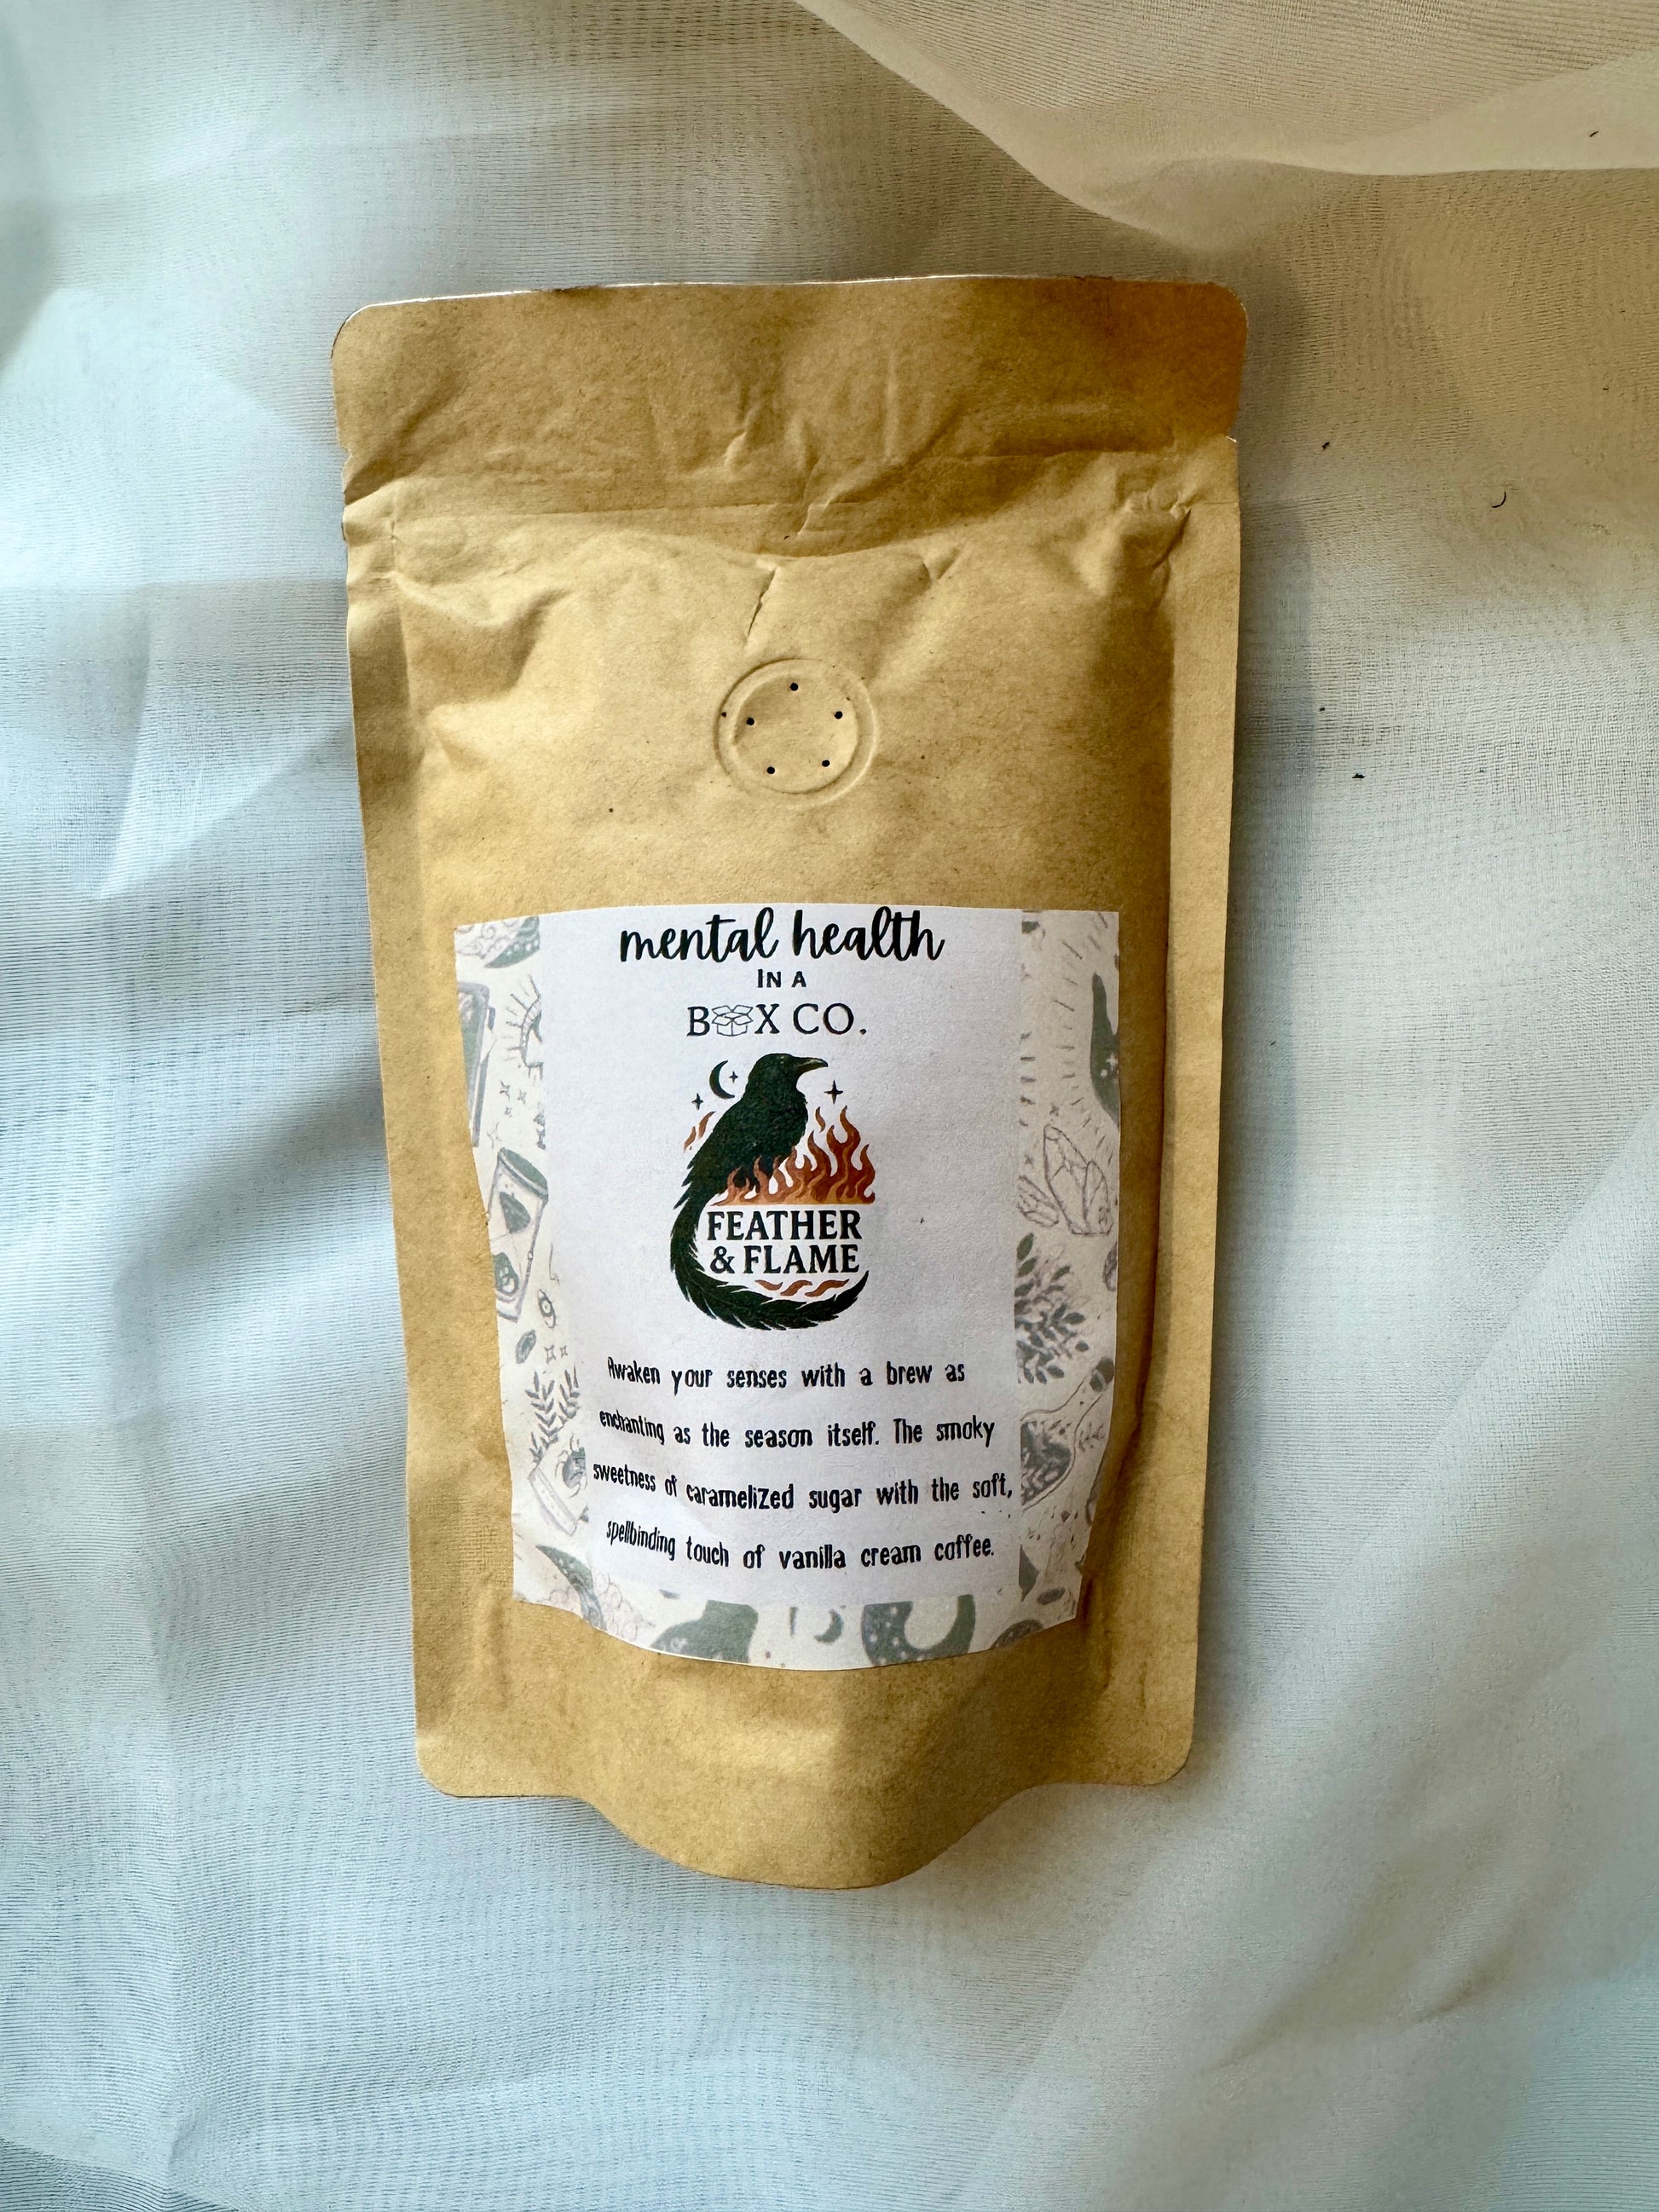 mental health
IN A
BOX CO.
FEATHER
& FLAME
Awaken your senses with a brew as
enchanting as the season itself. The smoky
sweetness of caramelized sugar with the soft,
spellbinding touch of vanilla cream coffee.